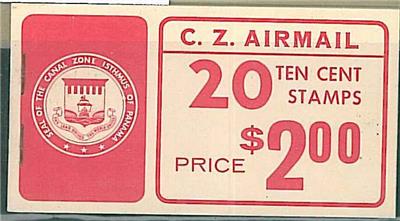 SEAL OF THE CANAL ZONE ISTHMUS OF PANAMA
C. Z. AIRMAIL
20 TEN CENT
STAMPS
PRICE $2.00